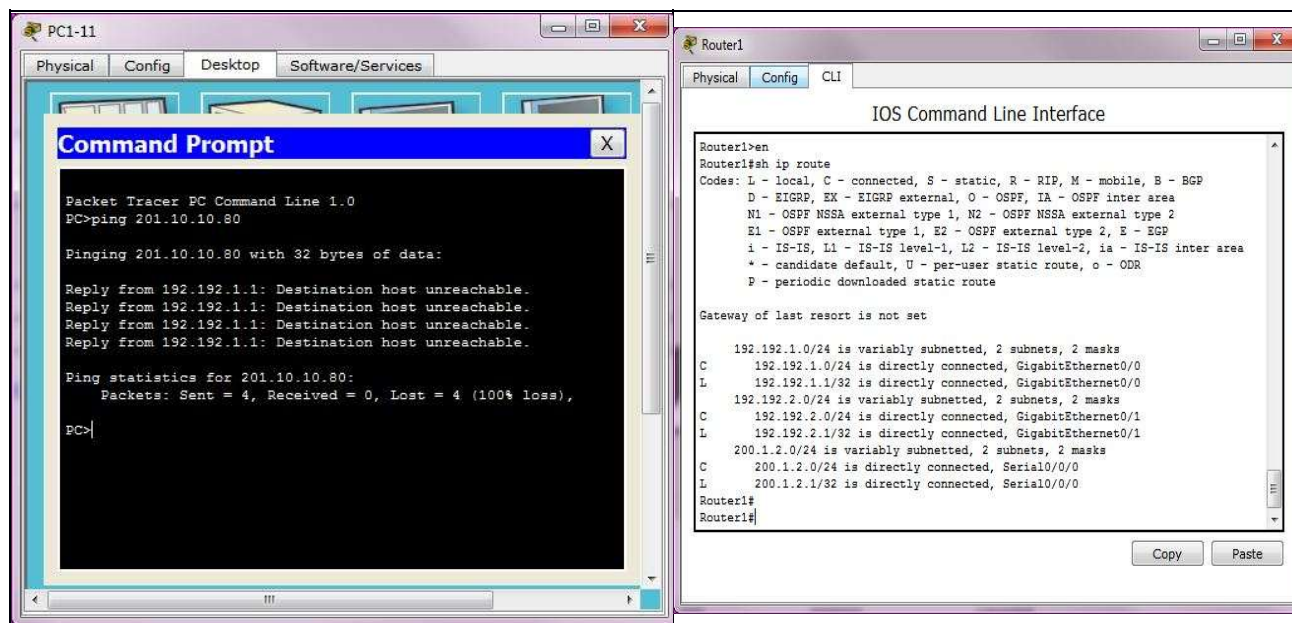 PC1-11
Physical Config Desktop Software/Services
Command Prompt
X
Packet Tracer PC Command Line 1.0
PC>ping 201.10.10.80
Pinging 201.10.10.80 with 32 bytes of data:
Reply from 192.192.1.1: Destination host unreachable.
Reply from 192.192.1.1: Destination host unreachable.
Reply from 192.192.1.1: Destination host unreachable.
Reply from 192.192.1.1: Destination host unreachable.
Ping statistics for 201.10.10.80:
Packets: Sent = 4, Received = 0, Lost = 4 (100% loss),
PC>
Router1
Physical Config CLI
IOS Command Line Interface
Router1>en
Router1#sh ip route
Codes: L - local, C - connected, S - static, R - RIP, M - mobile, B - BGP
D - EIGRP, EX - EIGRP external, O - OSPF, IA - OSPF inter area
N1 - OSPF NSSA external type 1, N2 - OSPF NSSA external type 2
E1 - OSPF external type 1, E2 - OSPF external type 2, E - EGP
i - IS-IS, L1 - IS-IS level-1, L2 - IS-IS level-2, ia - IS-IS inter area
* - candidate default, U - per-user static route, o - ODR
P - periodic downloaded static route
Gateway of last resort is not set
192.192.1.0/24 is variably subnetted, 2 subnets, 2 masks
C 192.192.1.0/24 is directly connected, GigabitEthernet0/0
L 192.192.1.1/32 is directly connected, GigabitEthernet0/0
192.192.2.0/24 is variably subnetted, 2 subnets, 2 masks
C 192.192.2.0/24 is directly connected, GigabitEthernet0/1
L 192.192.2.1/32 is directly connected, GigabitEthernet0/1
200.1.2.0/24 is variably subnetted, 2 subnets, 2 masks
C 200.1.2.0/24 is directly connected, Serial0/0/0
L 200.1.2.1/32 is directly connected, Serial0/0/0
Router1#
Router1#
Copy Paste